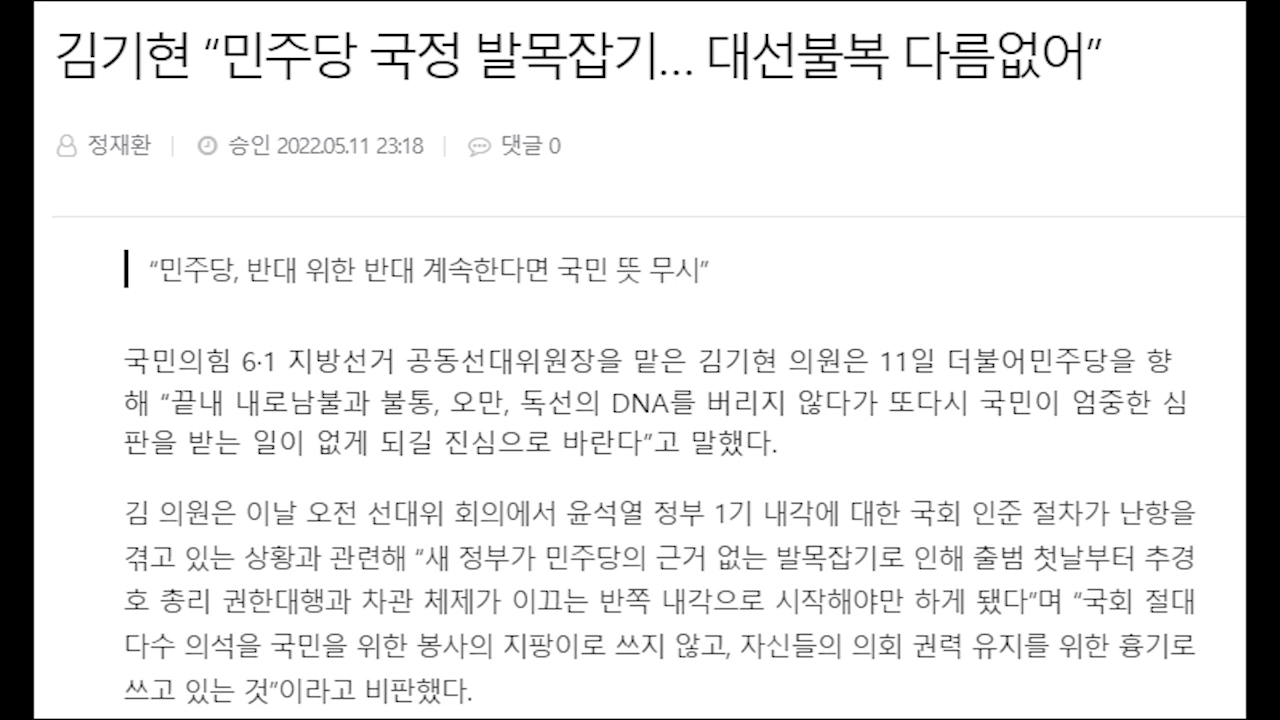 김기현 “민주당 국정 발목잡기... 대선불복 다름없어”
정재환 | 승인 2022.05.11 23:18 | 댓글 0
“민주당, 반대 위한 반대 계속한다면 국민 뜻 무시”
국민의힘 6·1 지방선거 공동선대위원장을 맡은 김기현 의원은 11일 더불어민주당을 향
해 “끝내 내로남불과 불통, 오만, 독선의 DNA를 버리지 않다가 또다시 국민이 엄중한 심
판을 받는 일이 없게 되길 진심으로 바란다”고 말했다.
김 의원은 이날 오전 선대위 회의에서 윤석열 정부 1기 내각에 대한 국회 인준 절차가 난항을
겪고 있는 상황과 관련해 “새 정부가 민주당의 근거 없는 발목잡기로 인해 출범 첫날부터 추경
호 총리 권한대행과 차관 체제가 이끄는 반쪽 내각으로 시작해야만 하게 됐다”며 “국회 절대
다수 의석을 국민을 위한 봉사의 지팡이로 쓰지 않고, 자신들의 의회 권력 유지를 위한 흉기로
쓰고 있는 것”이라고 비판했다.